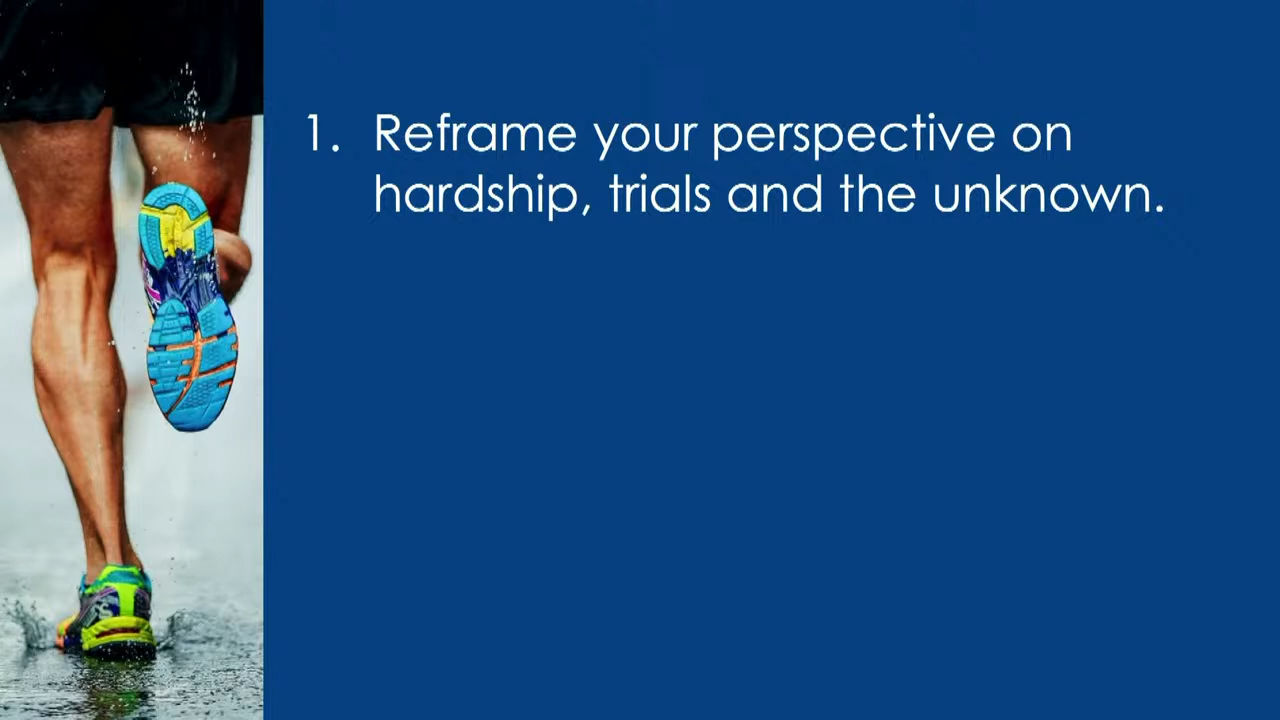 1. Reframe your perspective on
hardship, trials and the unknown.